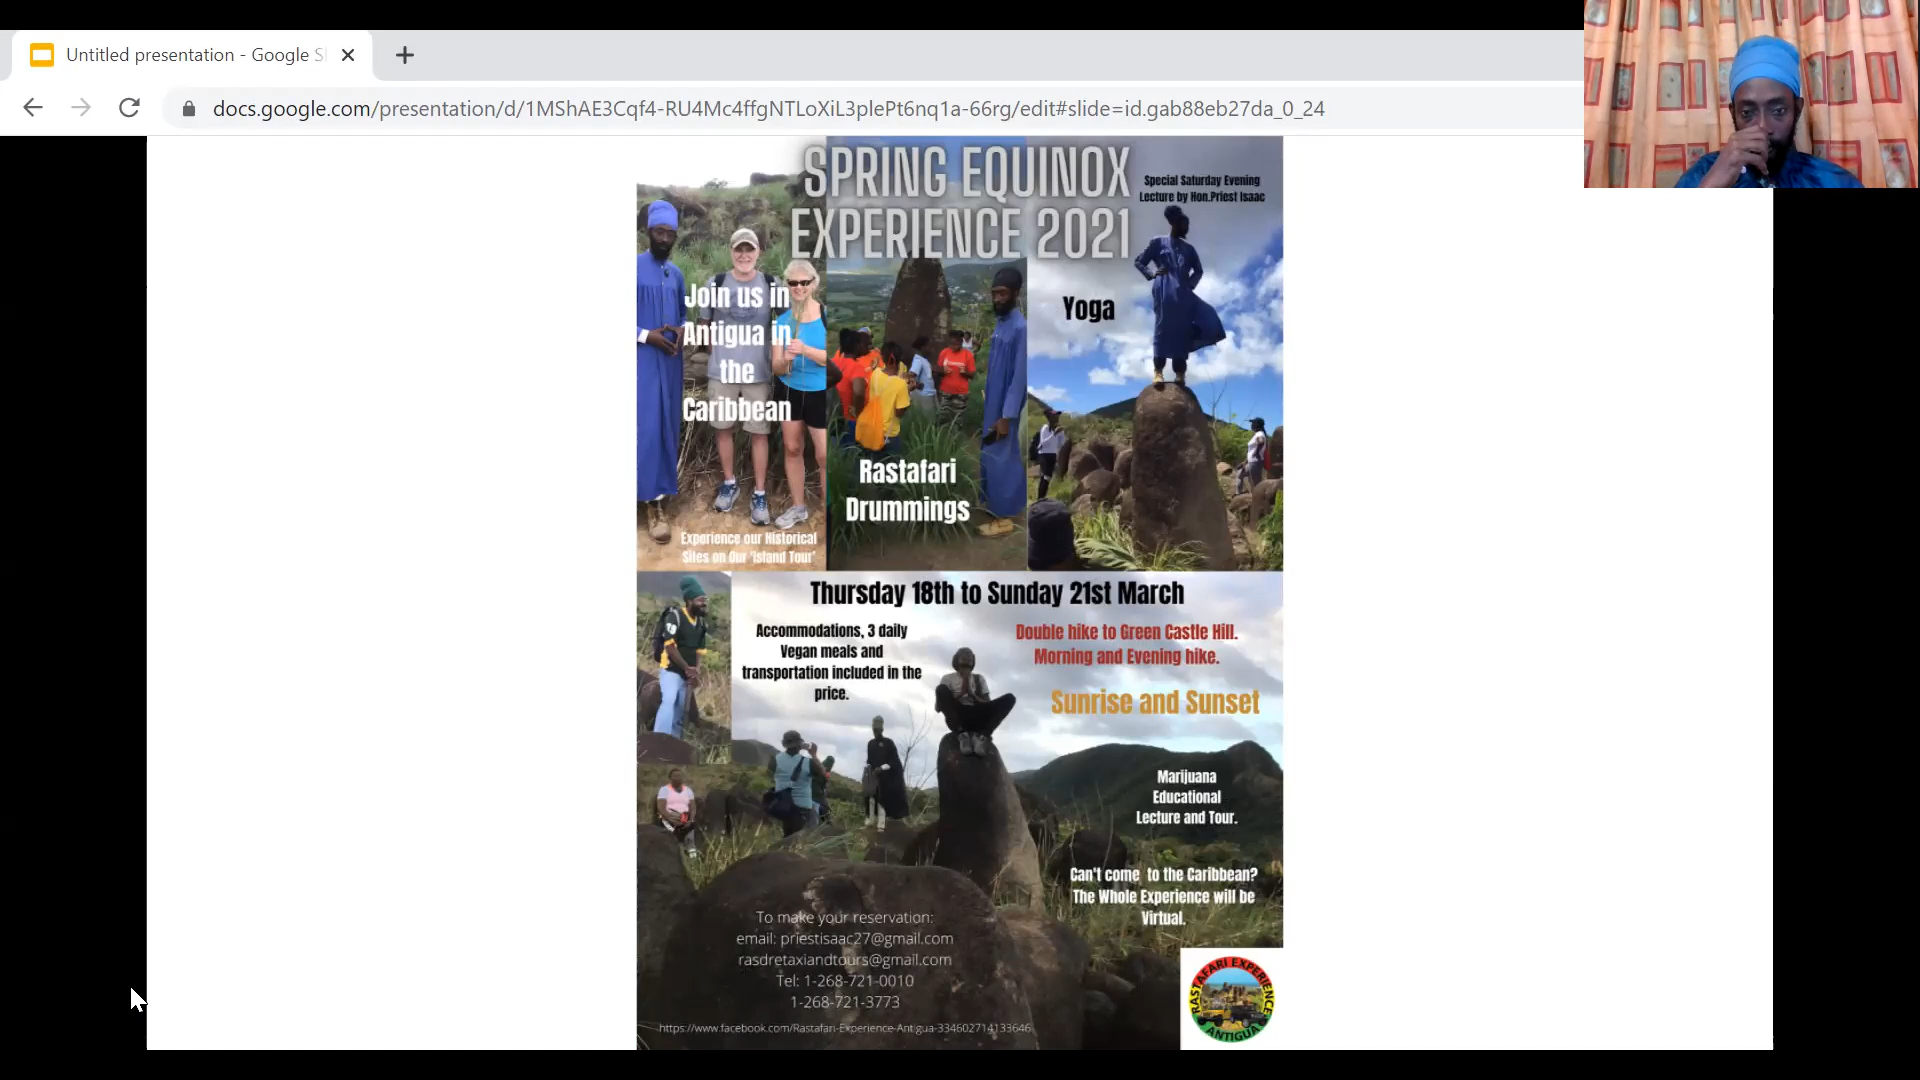 Untitled presentation - Google S
docs.google.com/presentation/d/1MShAE3Cqf4-RU4Mc4ffgNTLoXiL3plePt6nq1a-66rg/edit#slide=id.gab88eb27da_0_24
SPRING EQUINOX
EXPERIENCE 2021
Special Saturday Evening
Lecture by Hon.Priest Isaac
Join us in
Antigua in
the
Caribbean
Yoga
Rastafari
Drummings
Experience our Historical
Sites on Our 'Island Tour'
Thursday 18th to Sunday 21st March
Accommodations, 3 daily
Vegan meals and
transportation included in the
price.
Double hike to Green Castle Hill.
Morning and Evening hike.
Sunrise and Sunset
Marijuana
Educational
Lecture and Tour.
Can't come to the Caribbean?
The Whole Experience will be
Virtual.
To make your reservation:
email: priestisaac27@gmail.com
rasdretaxiandtours@gmail.com
Tel: 1-268-721-0010
1-268-721-3773
https://www.facebook.com/Rastafari-Experience-Antigua-334602714133646
RASTAFARI EXPERIENCE
ANTIGUA